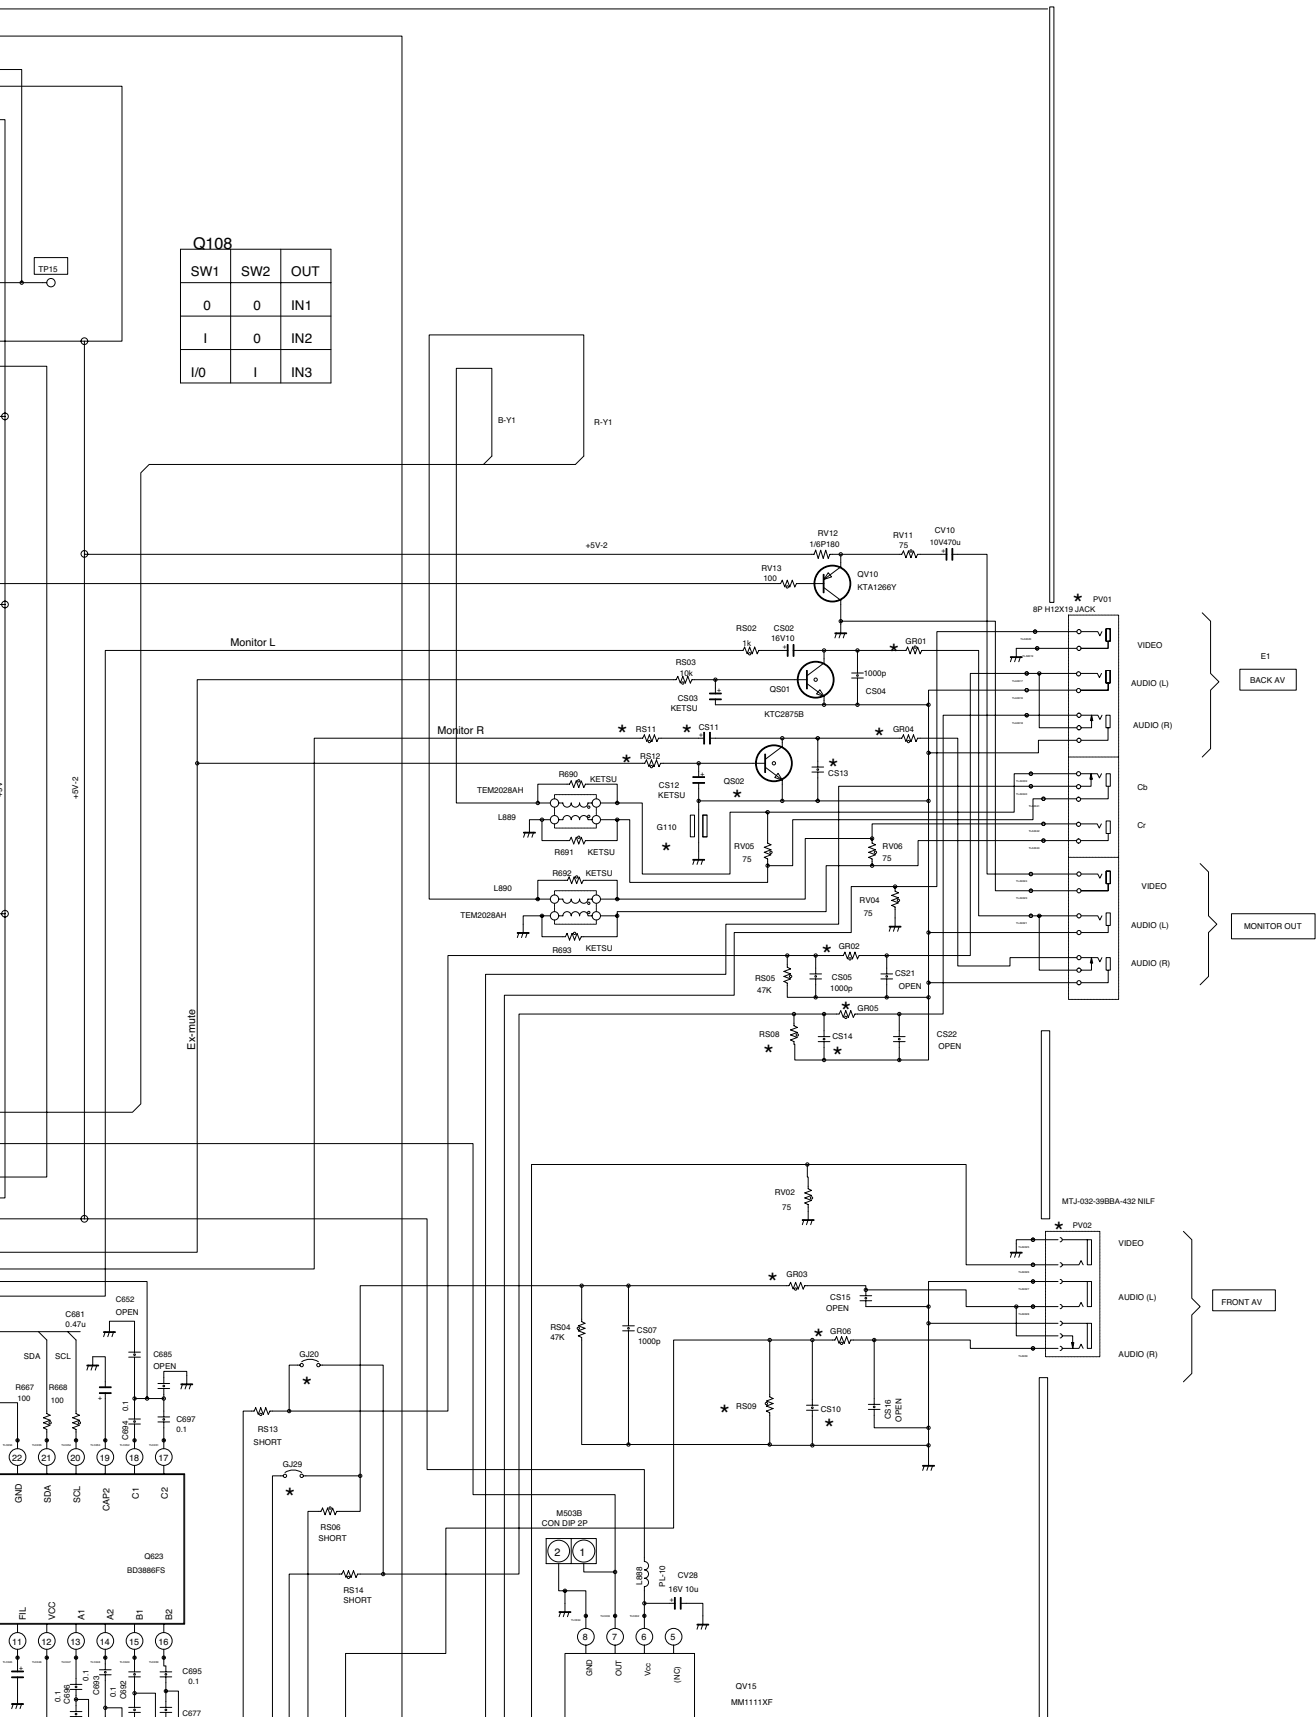 Q108
SW1 SW2 OUT
0 0 IN1
I 0 IN2
I/0 I IN3
TP15
B-Y1
R-Y1
+5V-2
RV12
1/6P180
RV11
75
CV10
10V470u
RV13
100
QV10
KTA1266Y
PV01
8P H12X19 JACK
Monitor L
RS02
1k
CS02
16V10
GR01
VIDEO
E1
BACK AV
RS03
10k
CS03
KETSU
QS01
KTC2875B
1000p
CS04
AUDIO (L)
AUDIO (R)
Monitor R
RS11
CS11
GR04
RS12
CS12
KETSU
QS02
CS13
R690
KETSU
TEM2028AH
L889
R691
KETSU
G110
RV05
75
RV06
75
Cb
Cr
+5V-2
L890
R692
KETSU
TEM2028AH
R693
KETSU
RV04
75
VIDEO
AUDIO (L)
AUDIO (R)
MONITOR OUT
GR02
RS05
47K
CS05
1000p
CS21
OPEN
GR05
RS08
CS14
CS22
OPEN
Ex-mute
RV02
75
MTJ-032-39BBA-432 NILF
PV02
VIDEO
AUDIO (L)
AUDIO (R)
FRONT AV
GR03
CS15
OPEN
RS04
47K
CS07
1000p
GR06
RS09
CS10
CS16
OPEN
C652
OPEN
C681
0.47u
SDA
SCL
C685
OPEN
R667
100
R668
100
C694
0.1
C697
0.1
GJ20
RS13
SHORT
GJ29
RS06
SHORT
RS14
SHORT
22 21 20 19 18 17
GND SDA SCL CAP2 C1 C2
Q623
BD3886FS
FIL VCC A1 A2 B1 B2
11 12 13 14 15 16
0.1
C696
0.1
C693
0.1
C692
C695
0.1
C677
M503B
CON DIP 2P
2 1
L888
PL-10
CV28
16V 10u
8 7 6 5
GND OUT Vcc (NC)
QV15
MM1111XF